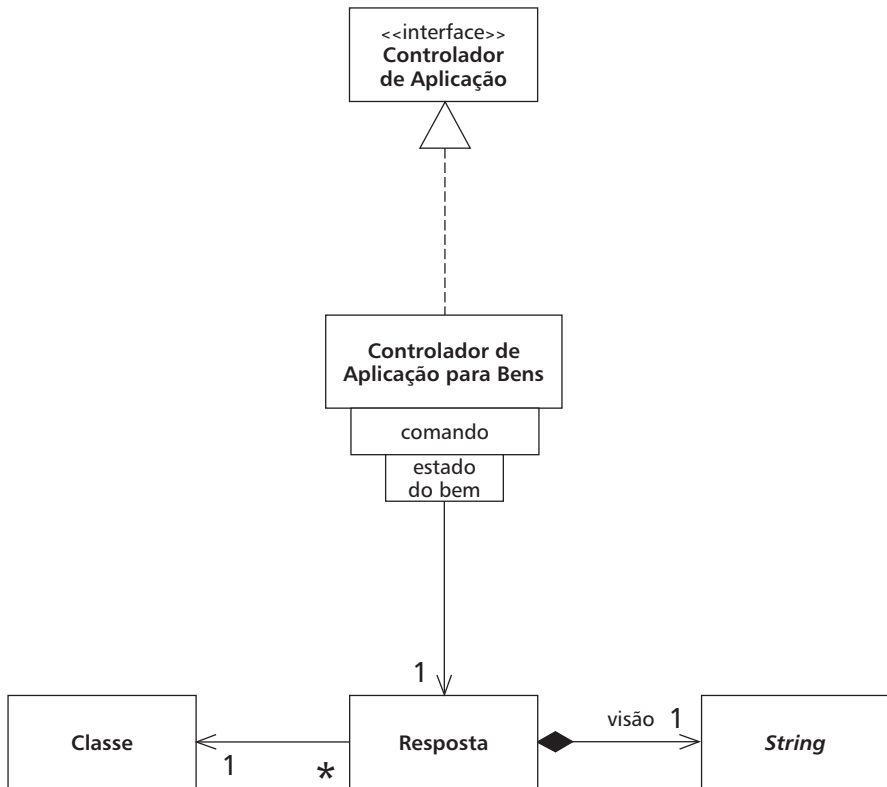 <<interface>>
Controlador
de Aplicação
Controlador de
Aplicação para Bens
comando
estado
do bem
1
Classe
1
*
Resposta
visão
1
String